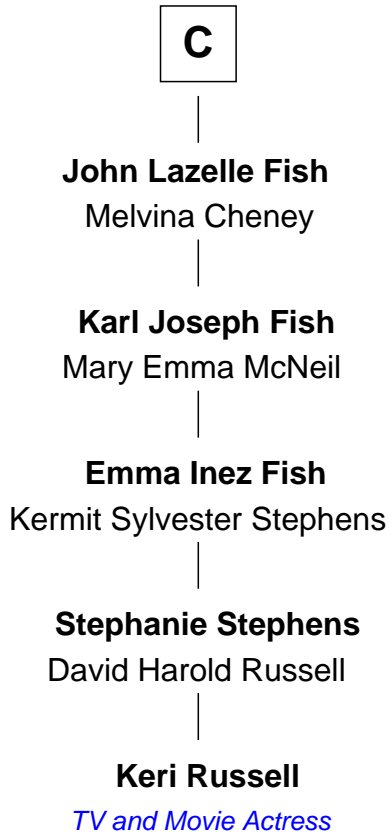 C
John Lazelle Fish
Melvina Cheney
Karl Joseph Fish
Mary Emma McNeil
Emma Inez Fish
Kermit Sylvester Stephens
Stephanie Stephens
David Harold Russell
Keri Russell
TV and Movie Actress